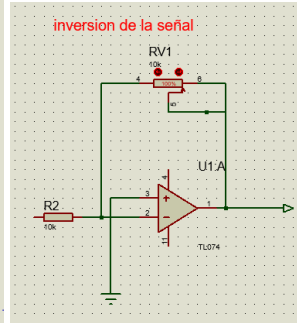 inversion de la señal
RV1
10k
4
6
100%
5
U1:A
4
3
2
1
11
TL074
R2
10k